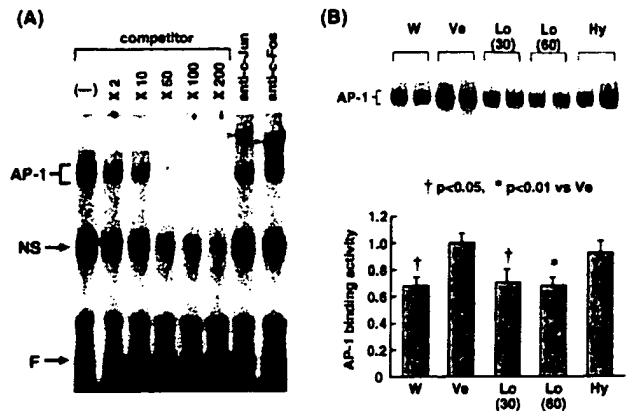 (A)
competitor
(—)
X 2
X 10
X 50
X 100
X 200
anti-c-Jun
anti-c-Fos
AP-1
NS
F
(B)
W
Ve
Lo
(30)
Lo
(60)
Hy
AP-1
† p<0.05, * p<0.01 vs Ve
AP-1 binding activity
1.2
1.0
0.8
0.6
0.4
0.2
0
†
†
*
W
Ve
Lo
(30)
Lo
(60)
Hy